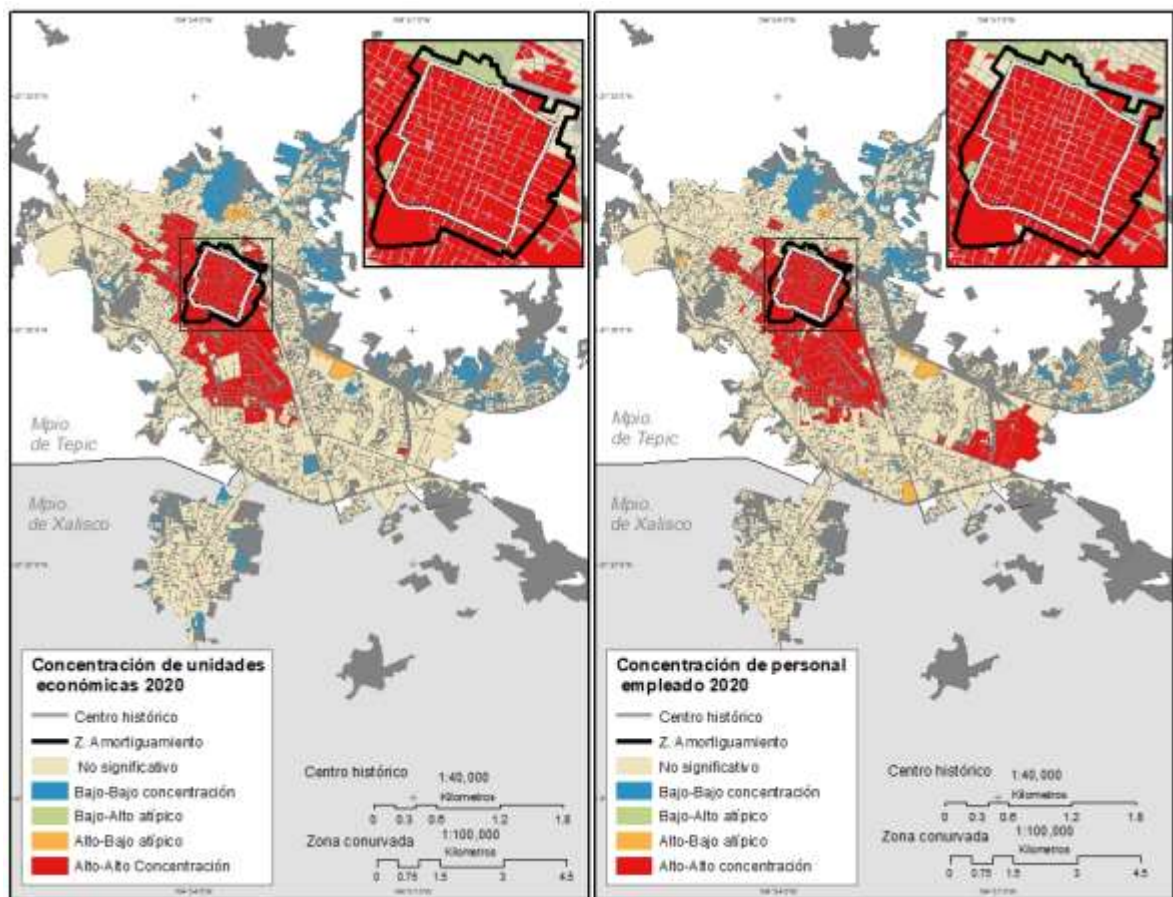 Mpio.
de Tepic
Mpio.
de Xalisco
Concentración de unidades
económicas 2020
Centro histórico
Z. Amortiguamiento
No significativo
Bajo-Bajo concentración
Bajo-Alto atípico
Alto-Bajo atípico
Alto-Alto Concentración
Centro histórico
1:40,000
Kilometros
0 0.3 0.6 1.2 1.8
Zona conurvada
1:100,000
Kilometros
0 0.75 1.5 3 4.5
Mpio.
de Tepic
Mpio.
de Xalisco
Concentración de personal
empleado 2020
Centro histórico
Z. Amortiguamiento
No significativo
Bajo-Bajo concentración
Bajo-Alto atípico
Alto-Bajo atípico
Alto-Alto concentración
Centro histórico
1:40,000
Kilometros
0 0.3 0.6 1.2 1.8
Zona conurvada
1:100,000
Kilometros
0 0.75 1.5 3 4.5